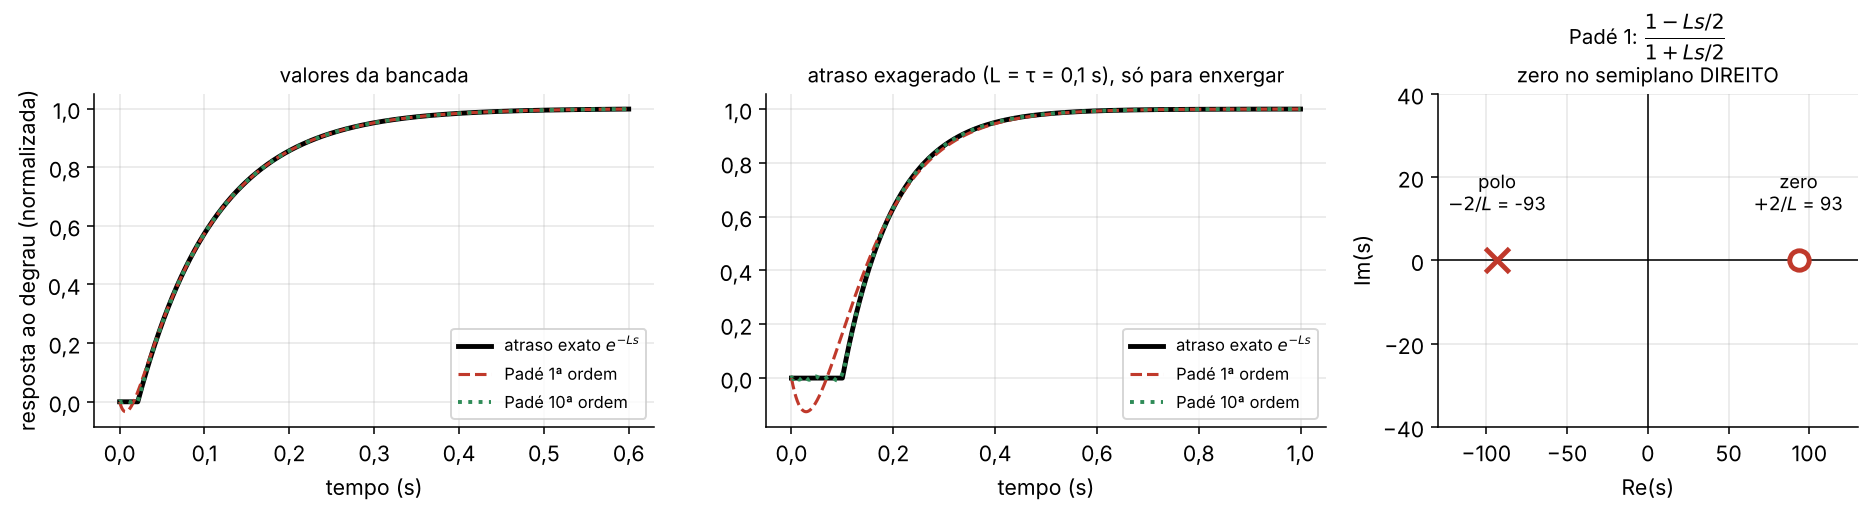 valores da bancada
resposta ao degrau (normalizada)
1,0
0,8
0,6
0,4
0,2
0,0
atraso exato e^{−Ls}
Padé 1ª ordem
Padé 10ª ordem
0,0 0,1 0,2 0,3 0,4 0,5 0,6
tempo (s)
atraso exagerado (L = τ = 0,1 s), só para enxergar
1,0
0,8
0,6
0,4
0,2
0,0
atraso exato e^{−Ls}
Padé 1ª ordem
Padé 10ª ordem
0,0 0,2 0,4 0,6 0,8 1,0
tempo (s)
Padé 1: \frac{1 − Ls/2}{1 + Ls/2}
zero no semiplano DIREITO
Im(s)
40
20
0
−20
−40
polo
−2/L = -93
zero
+2/L = 93
−100 −50 0 50 100
Re(s)